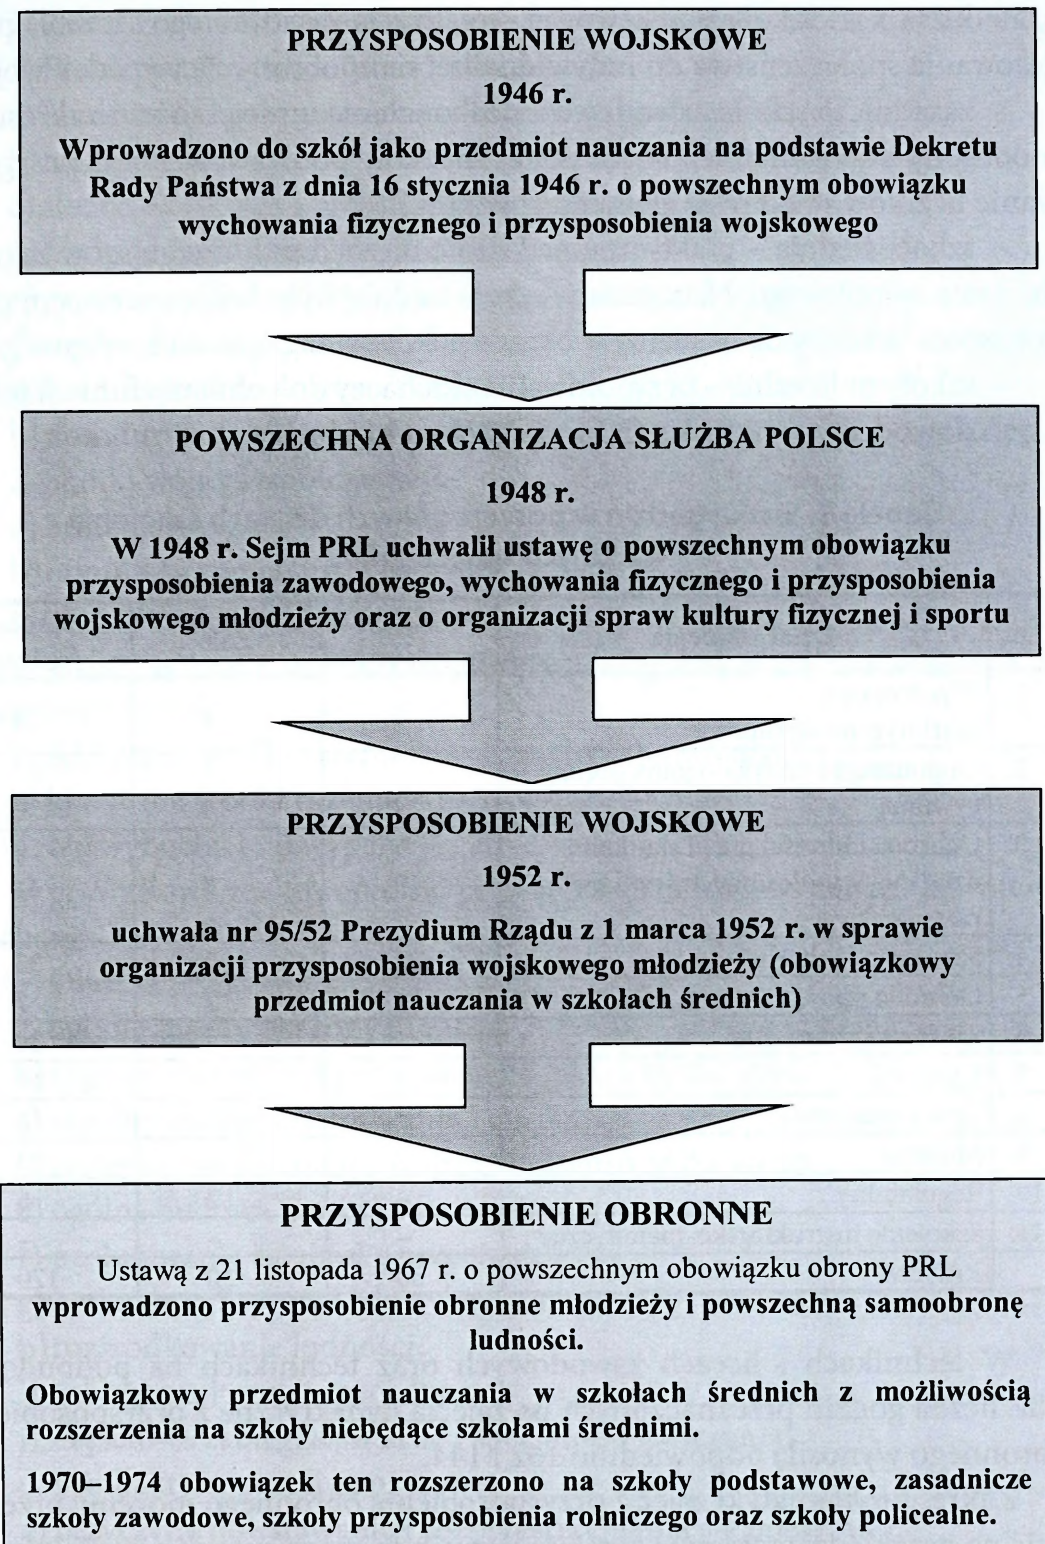 PRZYSPOSOBIENIE WOJSKOWE
1946 r.
Wprowadzono do szkół jako przedmiot nauczania na podstawie Dekretu
Rady Państwa z dnia 16 stycznia 1946 r. o powszechnym obowiązku
wychowania fizycznego i przysposobienia wojskowego
POWSZECHNA ORGANIZACJA SŁUŻBA POLSCE
1948 r.
W 1948 r. Sejm PRL uchwalił ustawę o powszechnym obowiązku
przysposobienia zawodowego, wychowania fizycznego i przysposobienia
wojskowego młodzieży oraz o organizacji spraw kultury fizycznej i sportu
PRZYSPOSOBIENIE WOJSKOWE
1952 r.
uchwała nr 95/52 Prezydium Rządu z 1 marca 1952 r. w sprawie
organizacji przysposobienia wojskowego młodzieży (obowiązkowy
przedmiot nauczania w szkołach średnich)
PRZYSPOSOBIENIE OBRONNE
Ustawą z 21 listopada 1967 r. o powszechnym obowiązku obrony PRL
wprowadzono przysposobienie obronne młodzieży i powszechną samoobronę
ludności.
Obowiązkowy przedmiot nauczania w szkołach średnich z możliwością
rozszerzenia na szkoły niebędące szkołami średnimi.
1970–1974 obowiązek ten rozszerzono na szkoły podstawowe, zasadnicze
szkoły zawodowe, szkoły przysposobienia rolniczego oraz szkoły policealne.